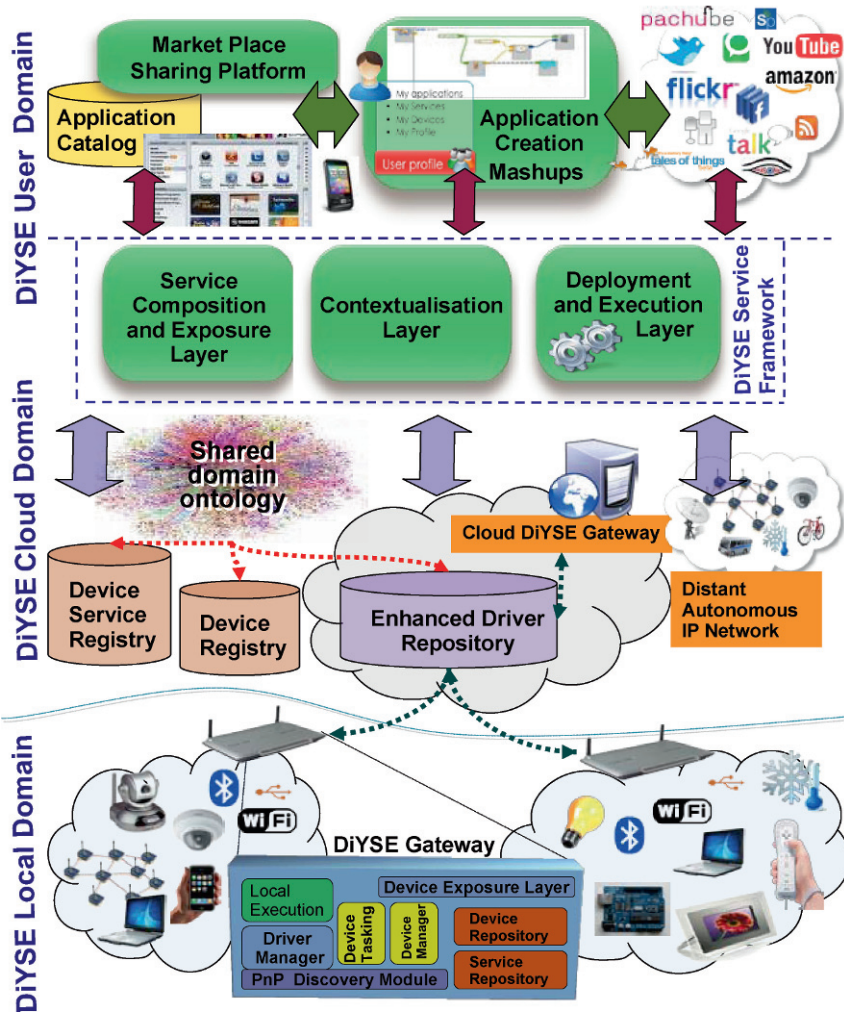 DiYSE User Domain
Market Place
Sharing Platform
Application
Catalog
My applications
My Services
My Devices
My Profile
User profile
Application
Creation
Mashups
pachube
Sp
You Tube
flickr
amazon
talk
tales of things
DiYSE Service
Framework
Service
Composition
and Exposure
Layer
Contextualisation
Layer
Deployment
and Execution
Layer
DiYSE Cloud Domain
Shared
domain
ontology
Cloud DiYSE Gateway
Device
Service
Registry
Device
Registry
Enhanced Driver
Repository
Distant
Autonomous
IP Network
DiYSE Local Domain
WiFi
WiFi
DiYSE Gateway
Local
Execution
Device Exposure Layer
Driver
Manager
Device
Tasking
Device
Manager
Device
Repository
Service
Repository
PnP Discovery Module